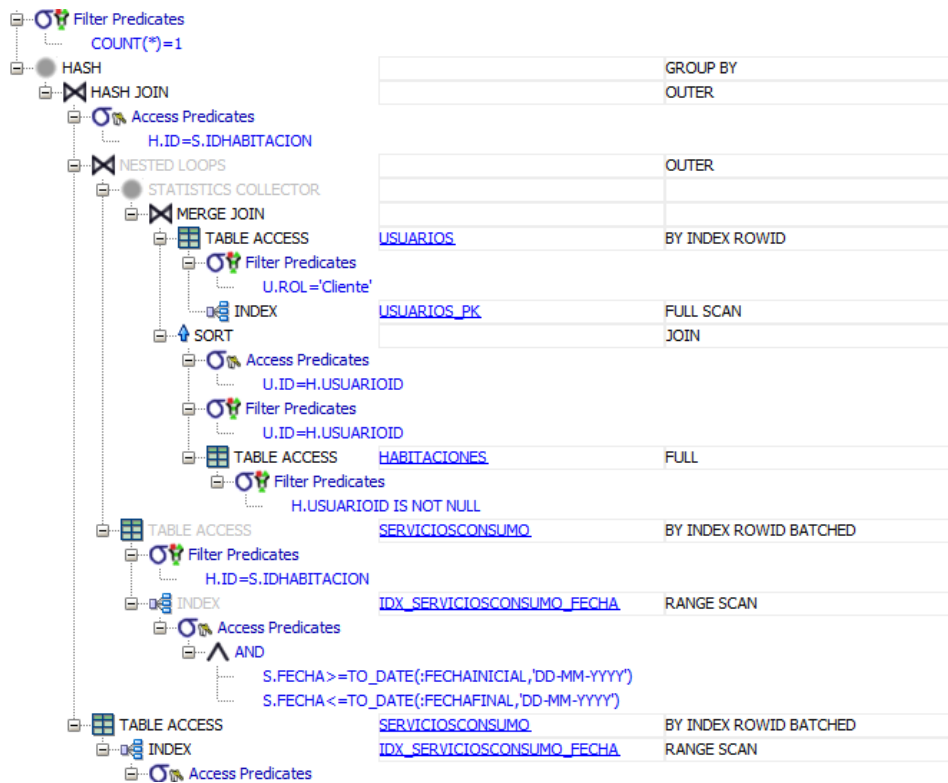 Filter Predicates
COUNT(*)=1
HASH GROUP BY
HASH JOIN OUTER
Access Predicates
H.ID=S.IDHABITACION
NESTED LOOPS OUTER
STATISTICS COLLECTOR
MERGE JOIN
TABLE ACCESS USUARIOS BY INDEX ROWID
Filter Predicates
U.ROL='Cliente'
INDEX USUARIOS_PK FULL SCAN
SORT JOIN
Access Predicates
U.ID=H.USUARIOID
Filter Predicates
U.ID=H.USUARIOID
TABLE ACCESS HABITACIONES FULL
Filter Predicates
H.USUARIOID IS NOT NULL
TABLE ACCESS SERVICIOSCONSUMO BY INDEX ROWID BATCHED
Filter Predicates
H.ID=S.IDHABITACION
INDEX IDX_SERVICIOSCONSUMO_FECHA RANGE SCAN
Access Predicates
AND
S.FECHA>=TO_DATE(:FECHAINICIAL,'DD-MM-YYYY')
S.FECHA<=TO_DATE(:FECHAFINAL,'DD-MM-YYYY')
TABLE ACCESS SERVICIOSCONSUMO BY INDEX ROWID BATCHED
INDEX IDX_SERVICIOSCONSUMO_FECHA RANGE SCAN
Access Predicates